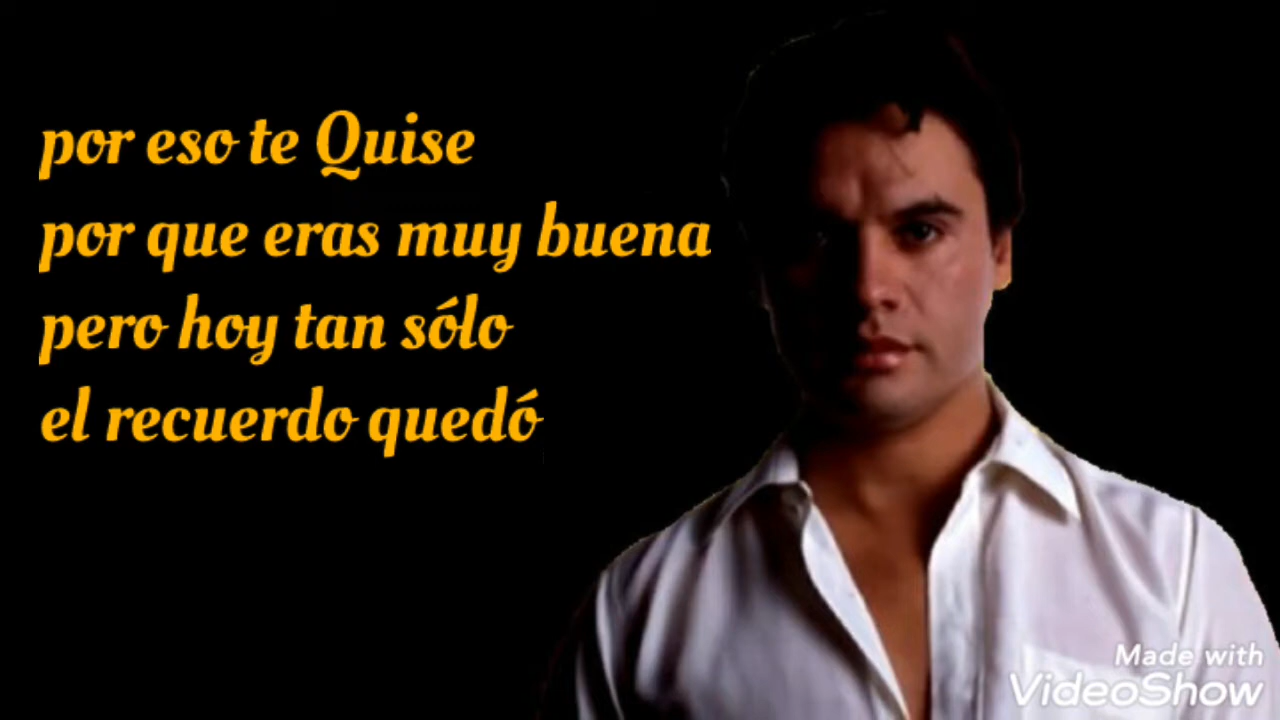 por eso te Quise
por que eras muy buena
pero hoy tan sólo
el recuerdo quedó
Made with
VideoShow